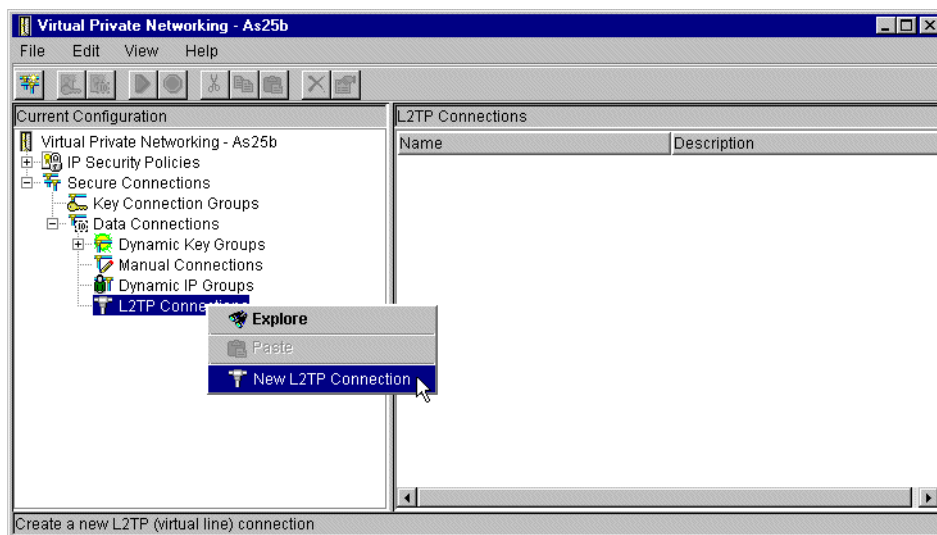 Virtual Private Networking - As25b
File Edit View Help
Current Configuration
L2TP Connections
Virtual Private Networking - As25b
Name Description
IP Security Policies
Secure Connections
Key Connection Groups
Data Connections
Dynamic Key Groups
Manual Connections
Dynamic IP Groups
L2TP Connections
Explore
Paste
New L2TP Connection
Create a new L2TP (virtual line) connection